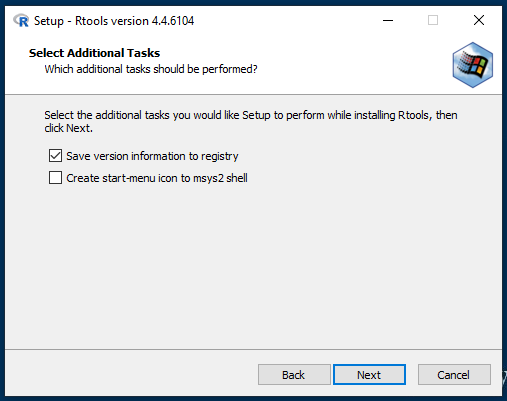 Setup - Rtools version 4.4.6104
Select Additional Tasks
Which additional tasks should be performed?
Select the additional tasks you would like Setup to perform while installing Rtools, then
click Next.
Save version information to registry
Create start-menu icon to msys2 shell
Back Next Cancel